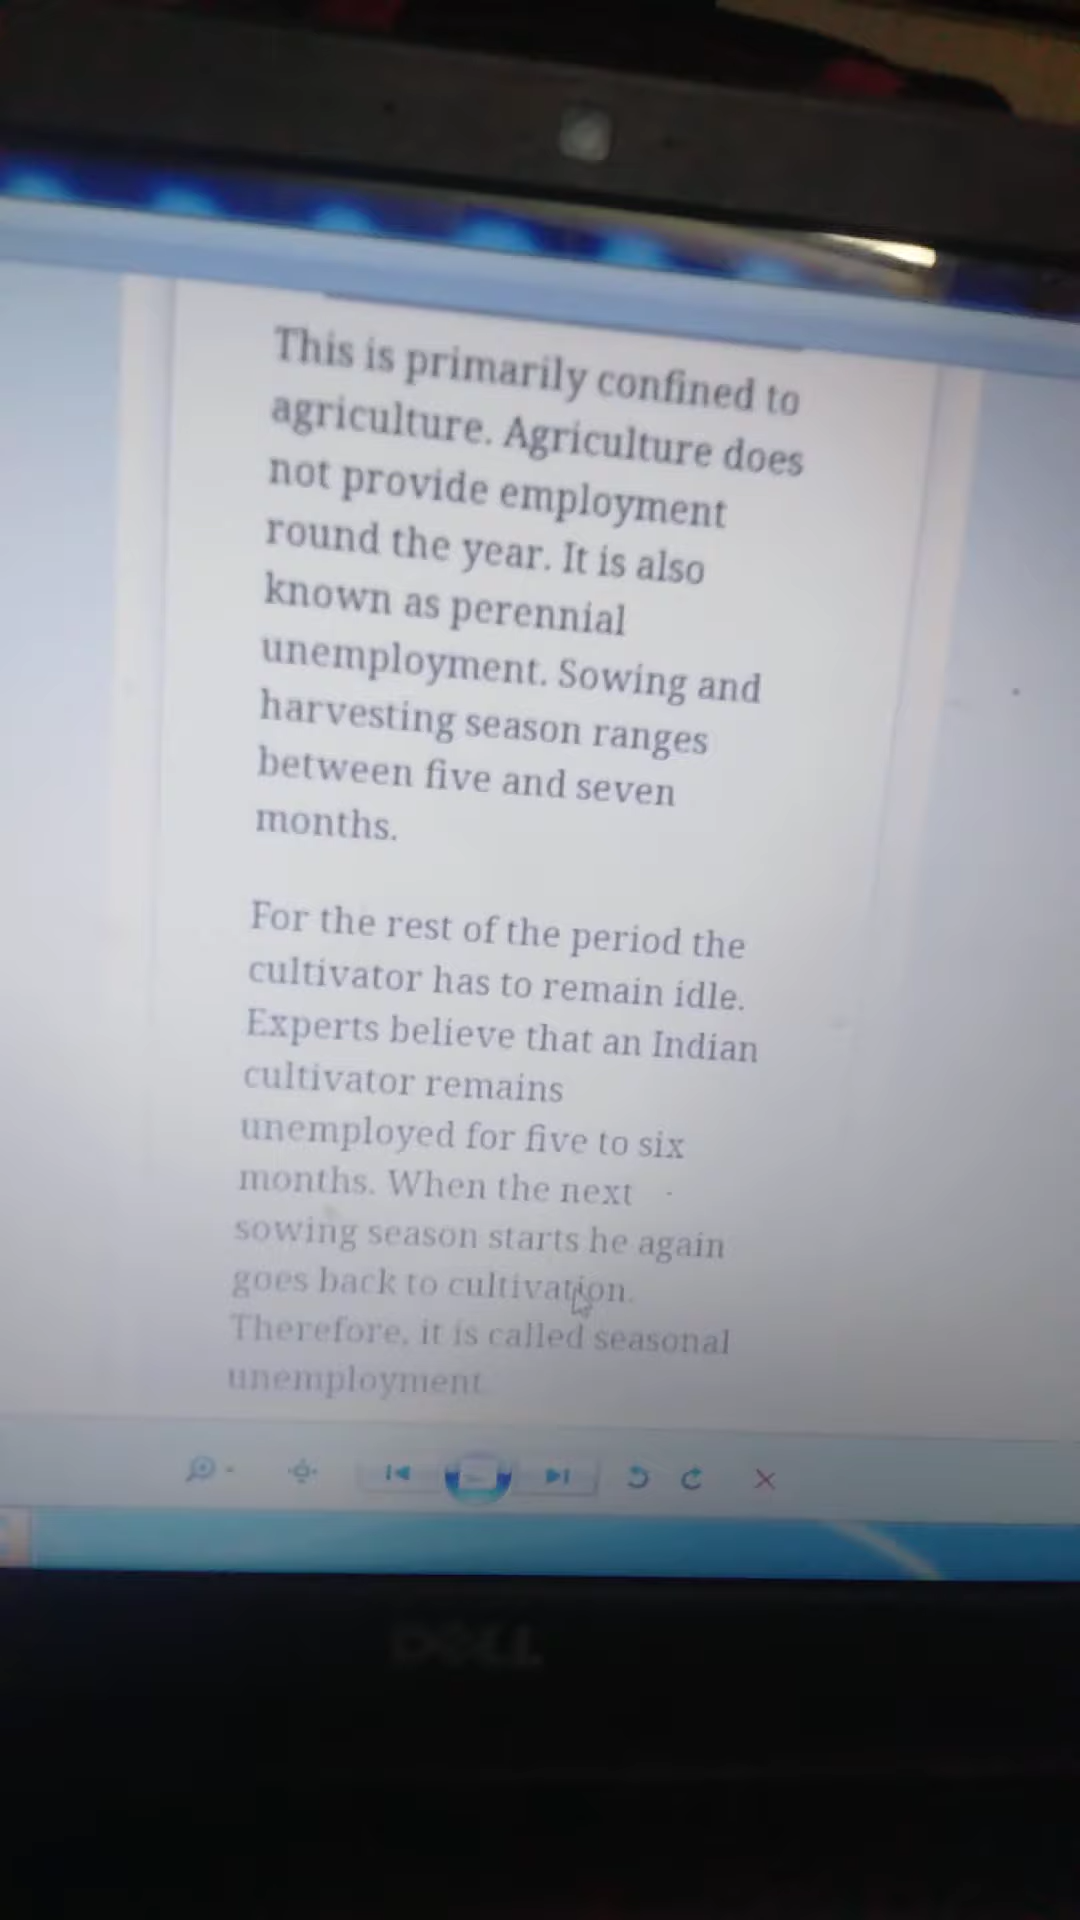 This is primarily confined to
agriculture. Agriculture does
not provide employment
round the year. It is also
known as perennial
unemployment. Sowing and
harvesting season ranges
between five and seven
months.
For the rest of the period the
cultivator has to remain idle.
Experts believe that an Indian
cultivator remains
unemployed for five to six
months. When the next
sowing season starts he again
goes back to cultivation.
Therefore, it is called seasonal
unemployment.
DELL